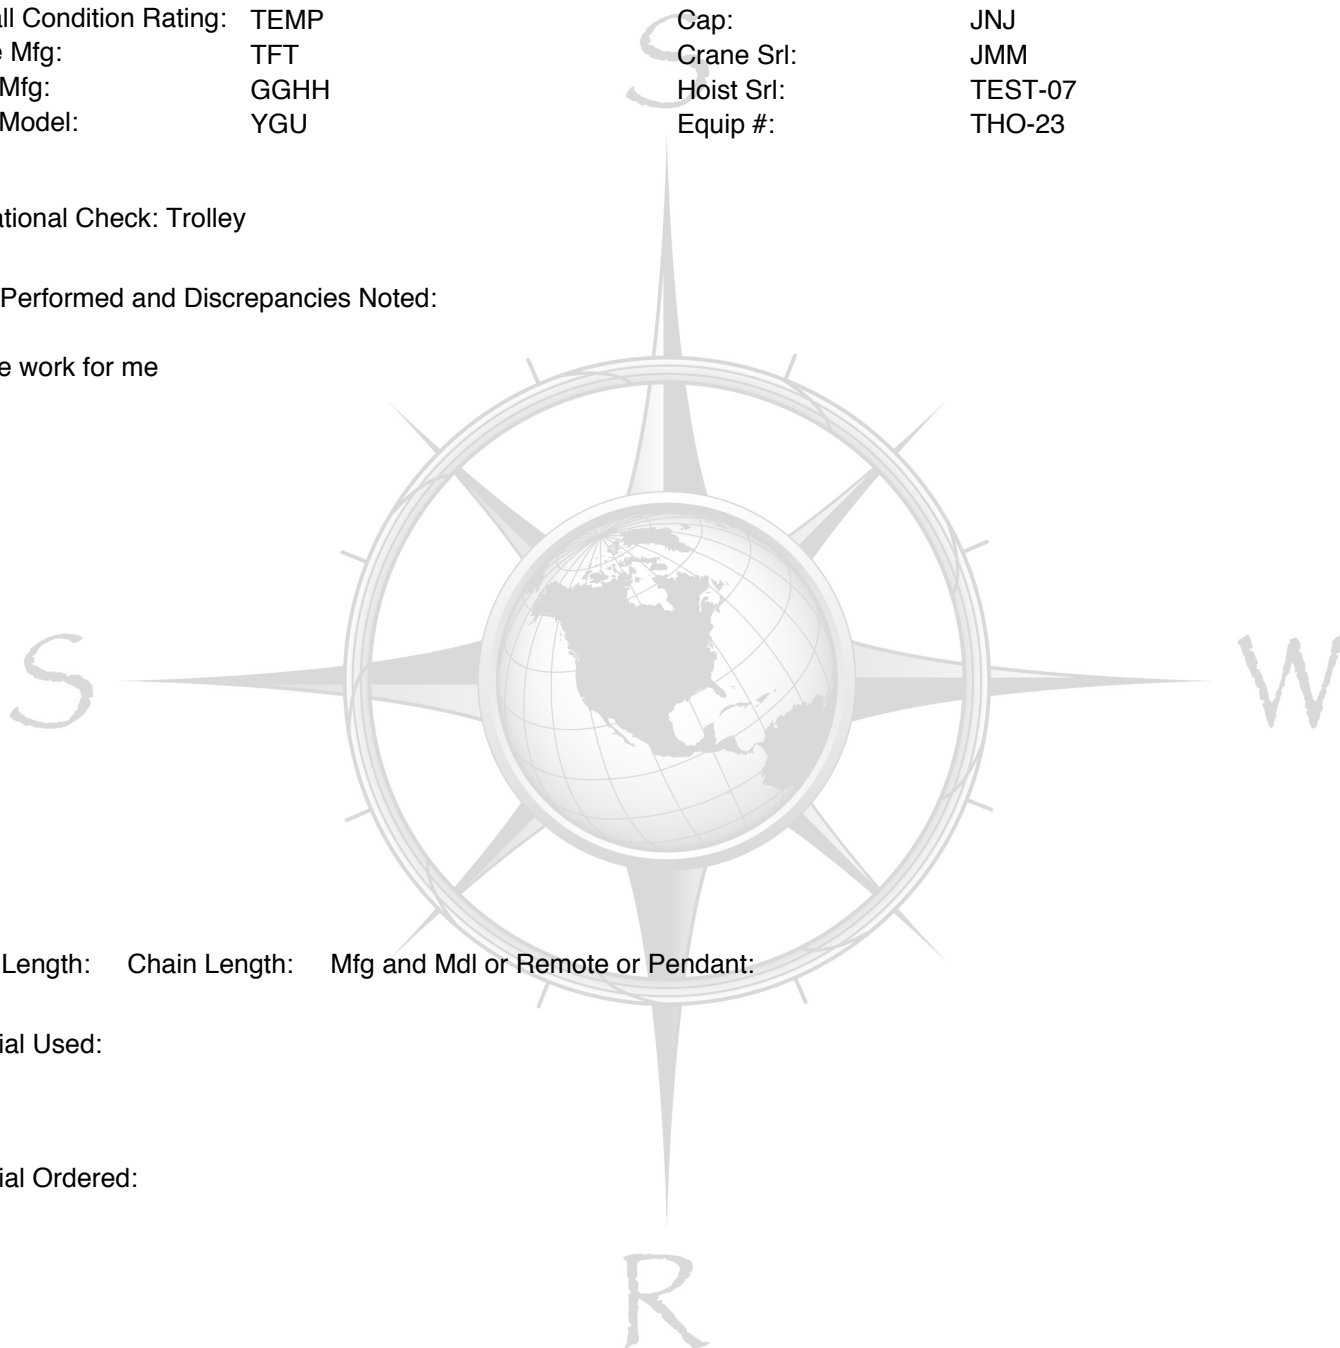 all Condition Rating: TEMP Cap: JNJ
e Mfg: TFT Crane Srl: JMM
Mfg: GGHH Hoist Srl: TEST-07
Model: YGU Equip #: THO-23
S
ational Check: Trolley
Performed and Discrepancies Noted:
e work for me
S W
Length: Chain Length: Mfg and Mdl or Remote or Pendant:
ial Used:
ial Ordered:
R